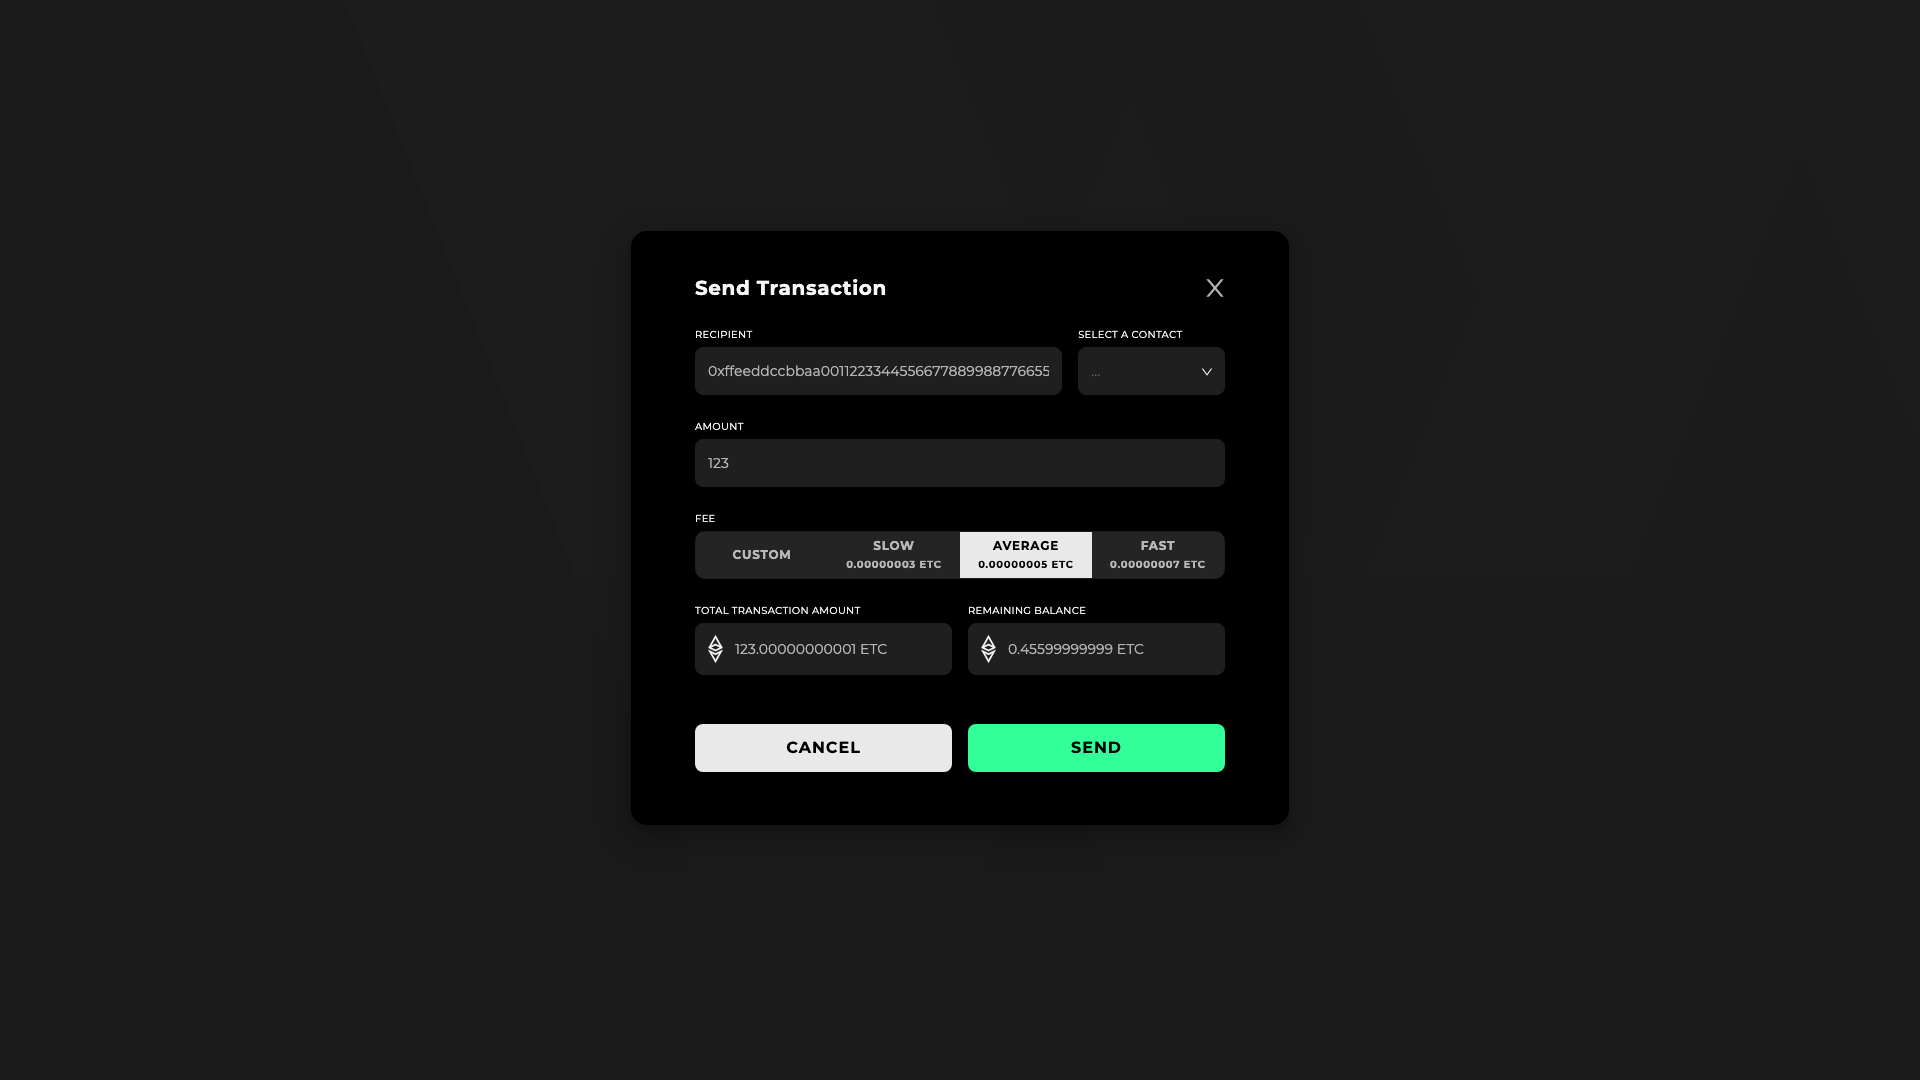 Send Transaction
X
RECIPIENT
SELECT A CONTACT
0xffeeddccbbaa0011223344556677889988776655
...
AMOUNT
123
FEE
CUSTOM
SLOW
0.00000003 ETC
AVERAGE
0.00000005 ETC
FAST
0.00000007 ETC
TOTAL TRANSACTION AMOUNT
REMAINING BALANCE
123.00000000001 ETC
0.45599999999 ETC
CANCEL
SEND